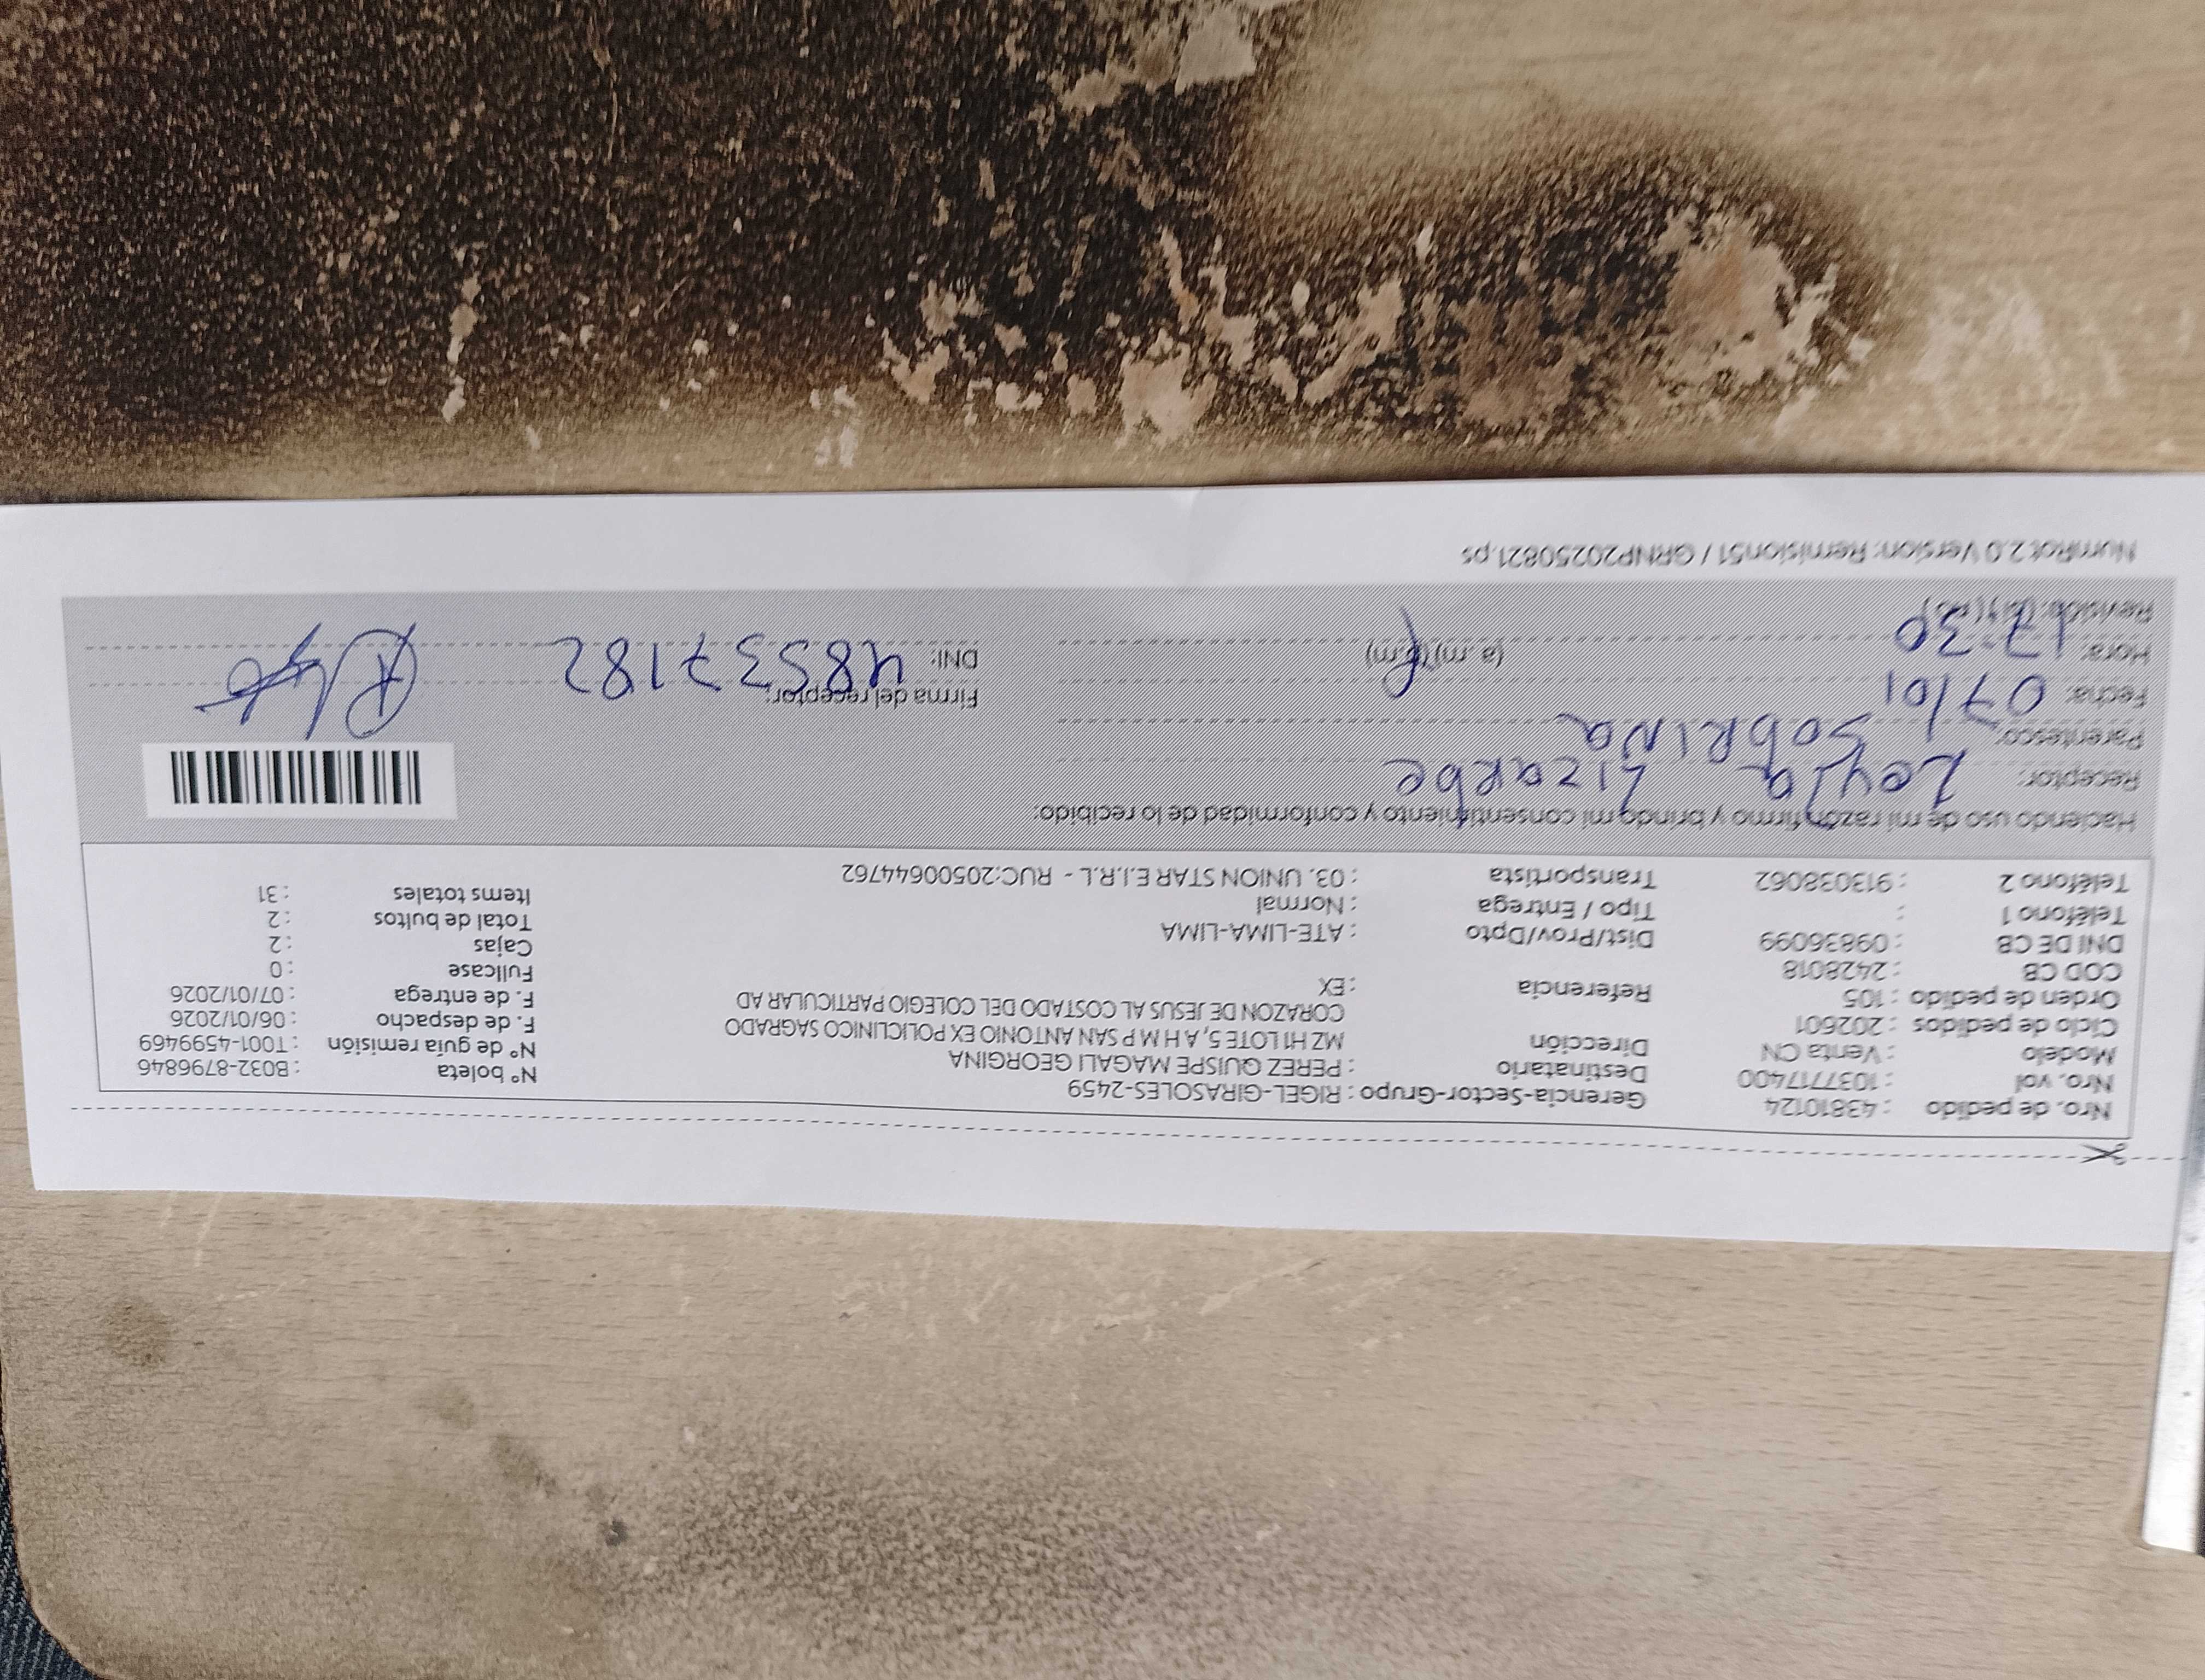 Nro. de pedido : 43810124
Nro. vol : 1037717400
Modelo : Venta CN
Ciclo de pedidos : 202601
Orden de pedido : 105
COD CB : 2428018
DNI DE CB : 09836099
Teléfono 1 :
Teléfono 2 : 913038062
Gerencia-Sector-Grupo : RIGEL-GIRASOLES-2459
Destinatario : PEREZ QUISPE MAGALI GEORGINA
Dirección MZ H1 LOTE 5, A H M P SAN ANTONIO EX POLICLINICO SAGRADO
CORAZON DE JESUS AL COSTADO DEL COLEGIO PARTICULAR AD
Referencia : EX
Dist/Prov/Dpto : ATE-LIMA-LIMA
Tipo / Entrega : Normal
Transportista : 03. UNION STAR E.I.R.L - RUC:20500644762
N° boleta : B032-8796846
N° de guía remisión : T001-4599469
F. de despacho : 06/01/2026
F. de entrega : 07/01/2026
Fullcase : 0
Cajas : 2
Total de bultos : 2
Items totales : 31
Haciendo uso de mi razón firmo y brindo mi consentimiento y conformidad de lo recibido:
Receptor: Leyla Lizarbe
Parentesco: SobRINa
Fecha: 07/01 Firma del receptor:
Hora: 17:30 (a.m)(p.m) DNI: 48537182
Revisión:
NumRot 2.0 Version: Remision51 / GRNP20250821.ps